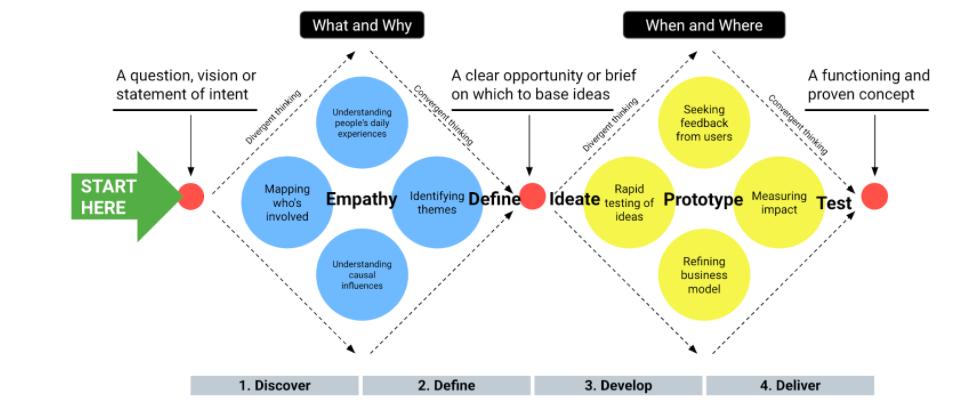 What and Why
When and Where
A question, vision or
statement of intent
A clear opportunity or brief
on which to base ideas
A functioning and
proven concept
Divergent thinking
Convergent thinking
Divergent thinking
Convergent thinking
START
HERE
Understanding
people's daily
experiences
Mapping
who's
involved
Empathy
Identifying
themes
Define
Understanding
causal
influences
Ideate
Seeking
feedback
from users
Rapid
testing of
ideas
Prototype
Measuring
impact
Test
Refining
business
model
1. Discover
2. Define
3. Develop
4. Deliver